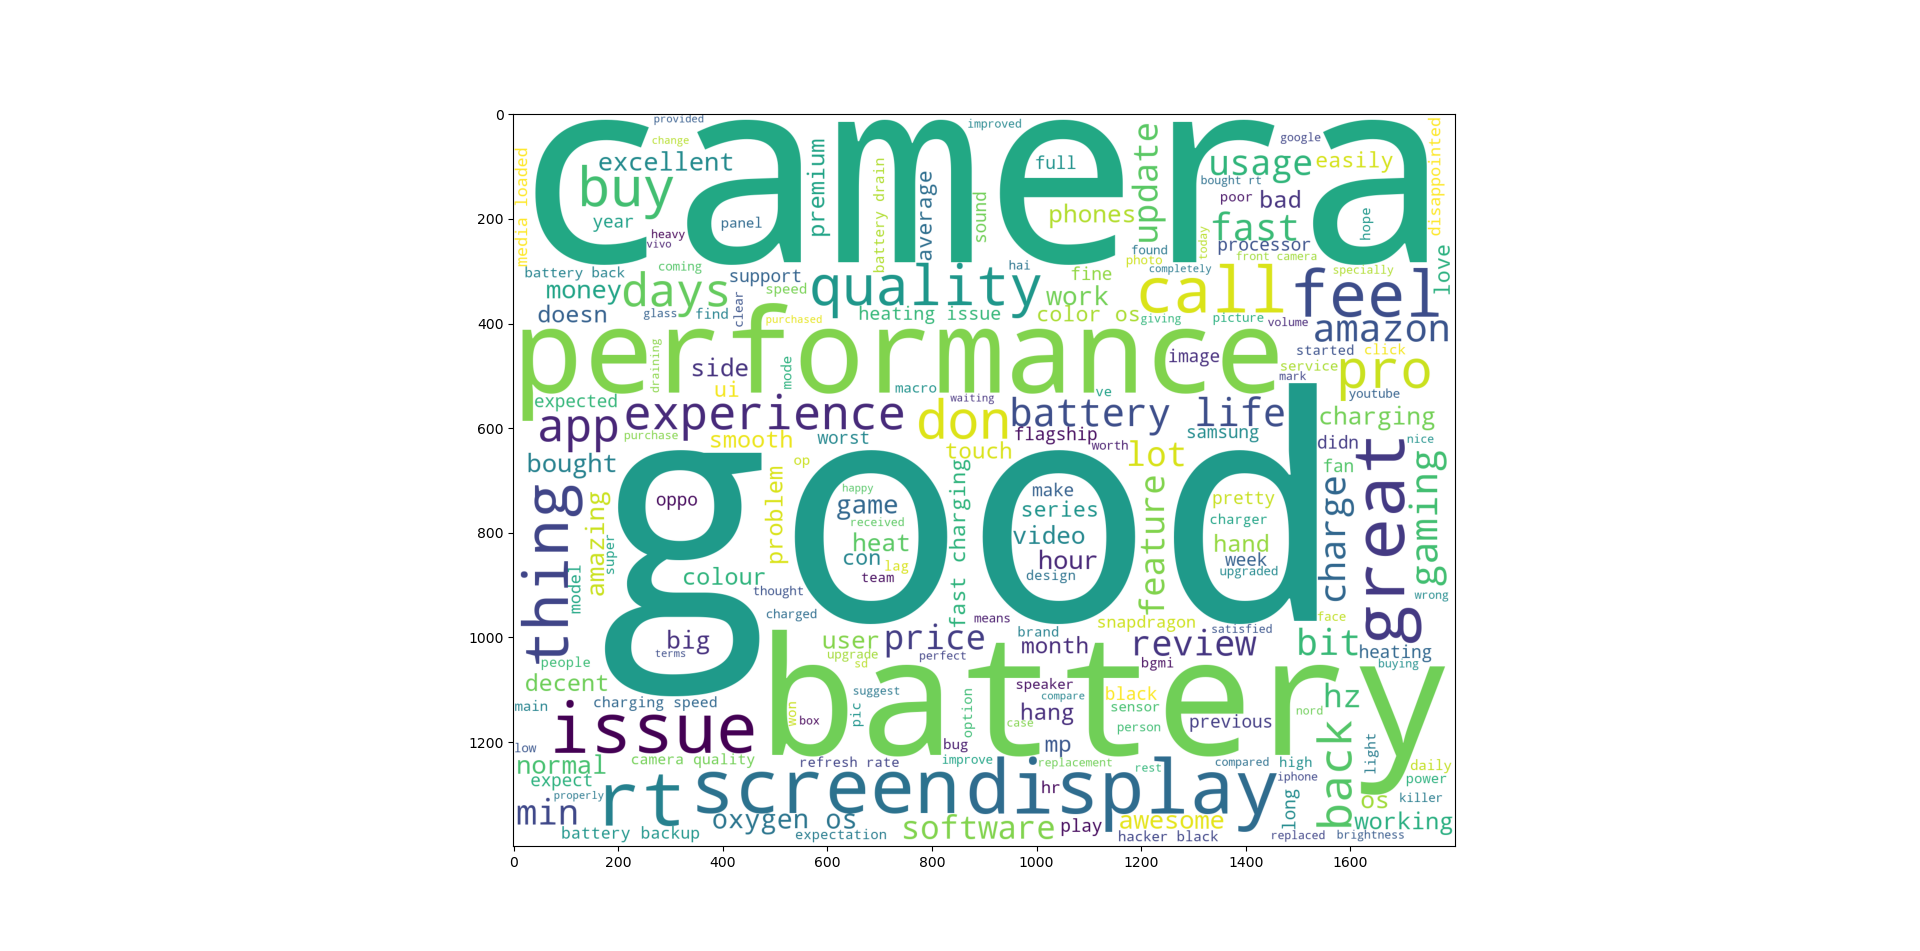 0
200
400
600
800
1000
1200
0 200 400 600 800 1000 1200 1400 1600
camera
good
battery
performance
provided
improved
change
google
disappointed
media loaded
excellent
premium
full
update
usage
easily
buy
battery drain
average
bought rt
poor
bad
sound
phones
year
panel
fast
hope
heavy
vivo
today
processor
found
photo
front camera
love
battery back
coming
support
quality
hai
fine
completely
call
specially
feel
money
days
speed
work
doesn
glass
find
clear
purchased
heating issue
color os
giving
picture
volume
amazon
draining
side
mode
image
started
click
service
pro
mark
ui
macro
ve
youtube
expected
experience
waiting
don
battery life
charging
app
purchase
smooth
worst
flagship
worth
samsung
didn
nice
touch
lot
bought
op
problem
fan
great
gaming
thing
amazing
oppo
happy
game
received
heat
con
lag
team
fast charging
make
series
video
hour
design
feature
pretty
charger
hand
week
upgraded
charge
super
model
colour
thought
charged
wrong
means
snapdragon
face
big
terms
user
price
brand
month
review
satisfied
bit
heating
people
upgrade
sd
perfect
bgmi
buying
decent
main
charging speed
suggest
speaker
compare
black
hz
issue
won
box
pic
option
case
hang
sensor
person
previous
nord
low
bug
mp
back
light
normal
camera quality
refresh rate
improve
replacement
rest
compared
high
daily
expect
iphone
power
properly
rt
screen
display
hr
long
os
killer
min
oxygen os
software
play
awesome
working
battery backup
expectation
hacker black
replaced
brightness